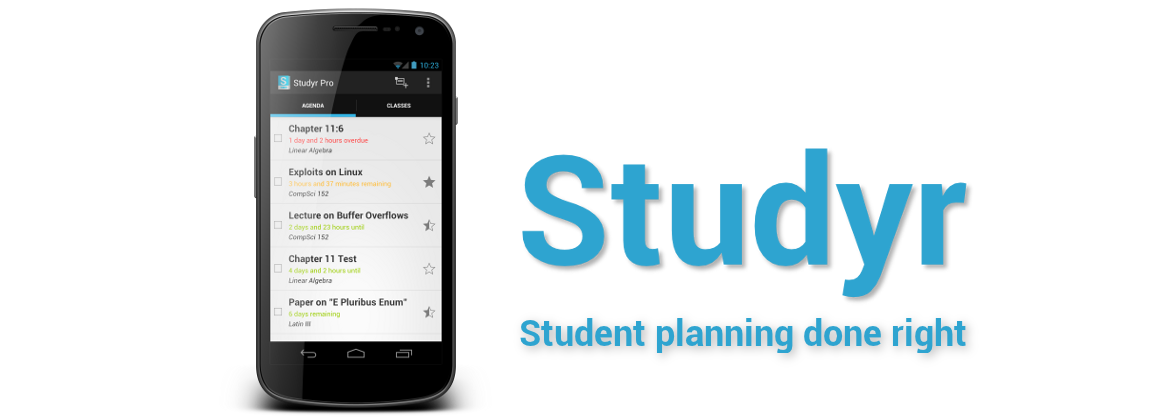 10:23
S
Studyr Pro
AGENDA
CLASSES
Chapter 11:6
1 day and 2 hours overdue
Linear Algebra
Exploits on Linux
3 hours and 37 minutes remaining
CompSci 152
Lecture on Buffer Overflows
2 days and 23 hours until
CompSci 152
Chapter 11 Test
4 days and 2 hours until
Linear Algebra
Paper on "E Pluribus Enum"
6 days remaining
Latin III
Studyr
Student planning done right